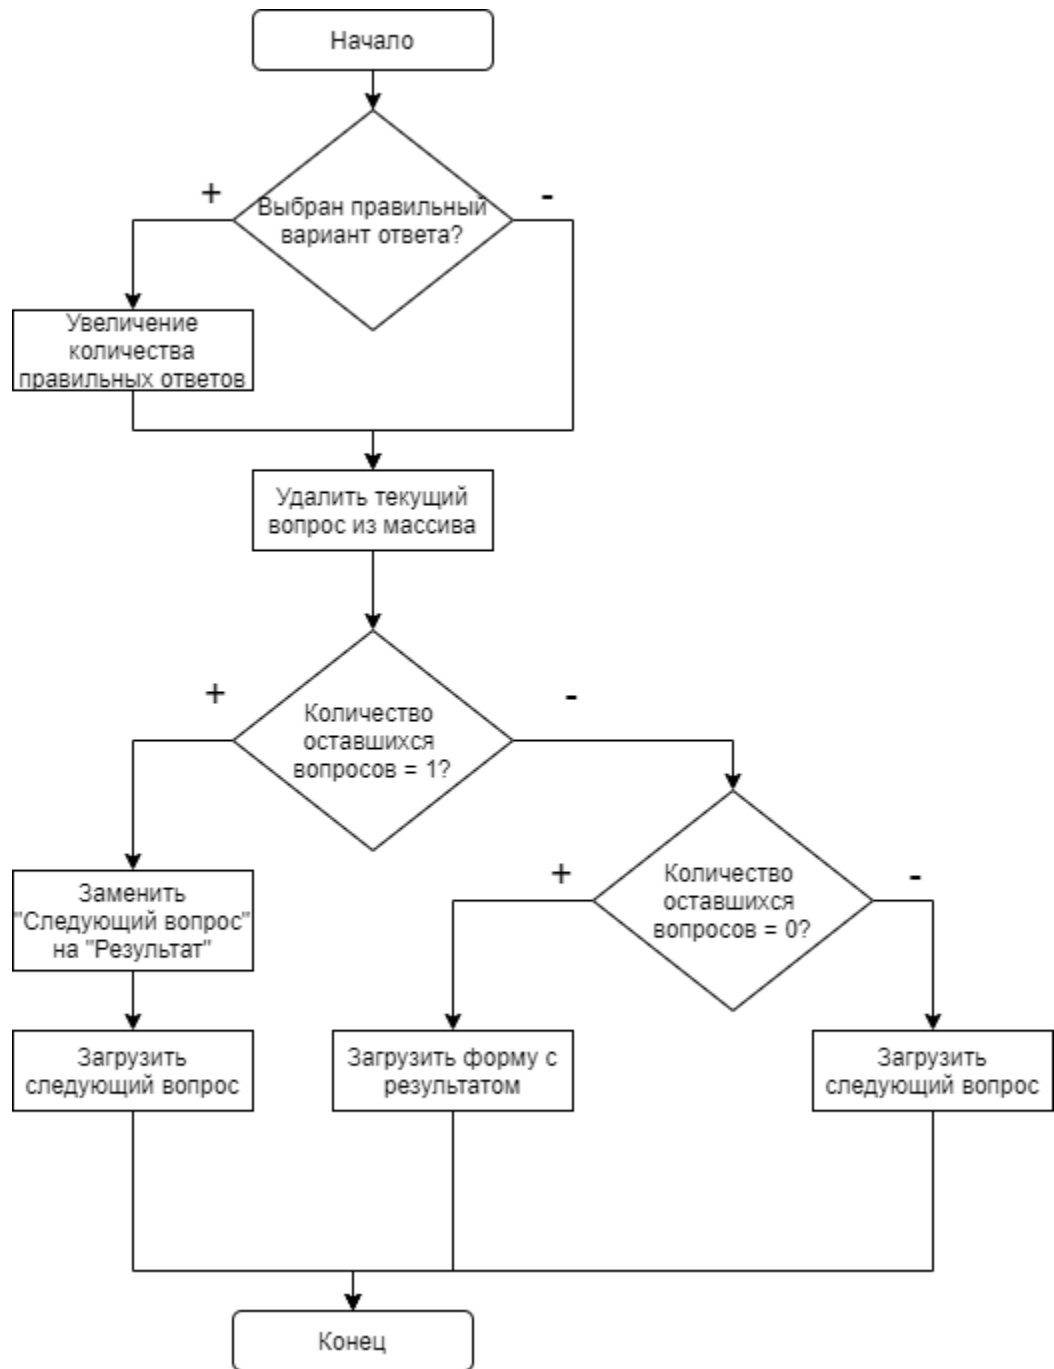 Начало
+
-
Выбран правильный
вариант ответа?
Увеличение
количества
правильных ответов
Удалить текущий
вопрос из массива
+
-
Количество
оставшихся
вопросов = 1?
+
-
Количество
оставшихся
вопросов = 0?
Заменить
"Следующий вопрос"
на "Результат"
Загрузить
следующий вопрос
Загрузить форму с
результатом
Загрузить
следующий вопрос
Конец